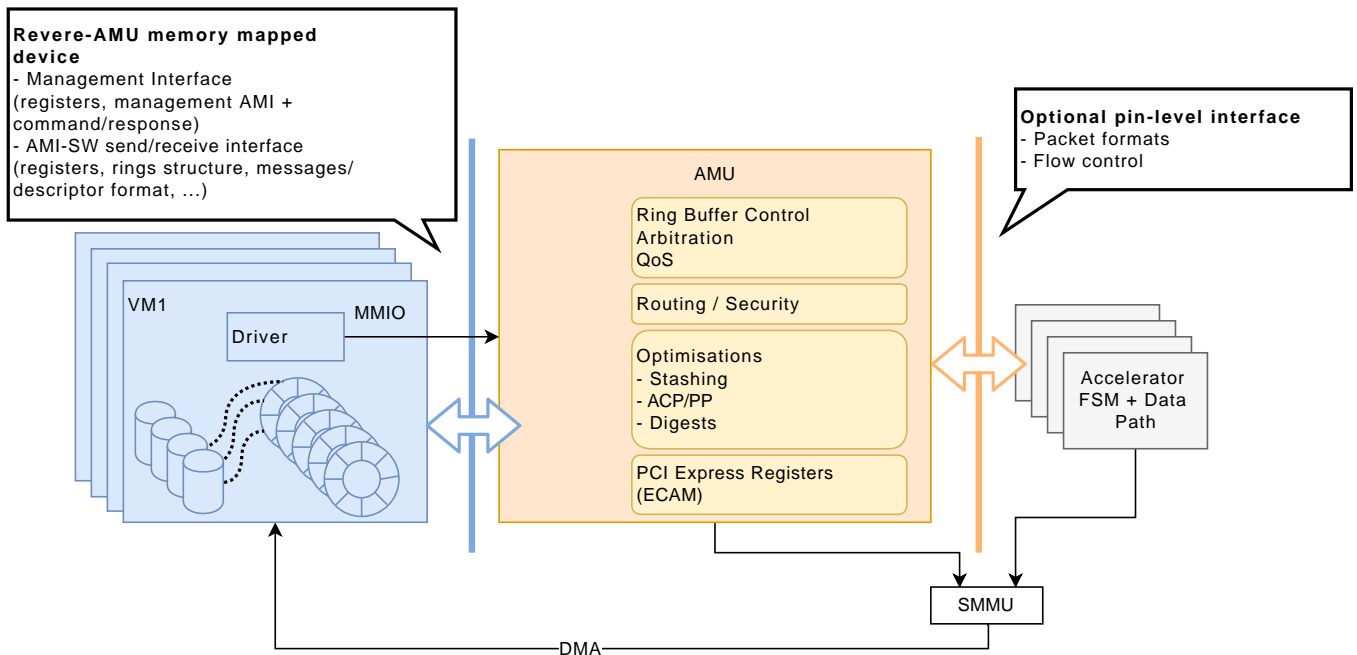 Revere-AMU memory mapped
device
- Management Interface
(registers, management AMI +
command/response)
- AMI-SW send/receive interface
(registers, rings structure, messages/
descriptor format, ...)
Optional pin-level interface
- Packet formats
- Flow control
AMU
Ring Buffer Control
Arbitration
QoS
Routing / Security
Optimisations
- Stashing
- ACP/PP
- Digests
PCI Express Registers
(ECAM)
VM1
MMIO
Driver
Accelerator
FSM + Data
Path
SMMU
DMA